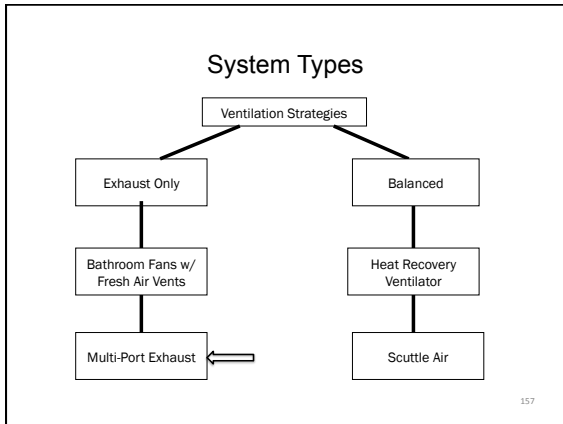 System Types
Ventilation Strategies
Exhaust Only
Balanced
Bathroom Fans w/
Fresh Air Vents
Heat Recovery
Ventilator
Multi-Port Exhaust
Scuttle Air
157